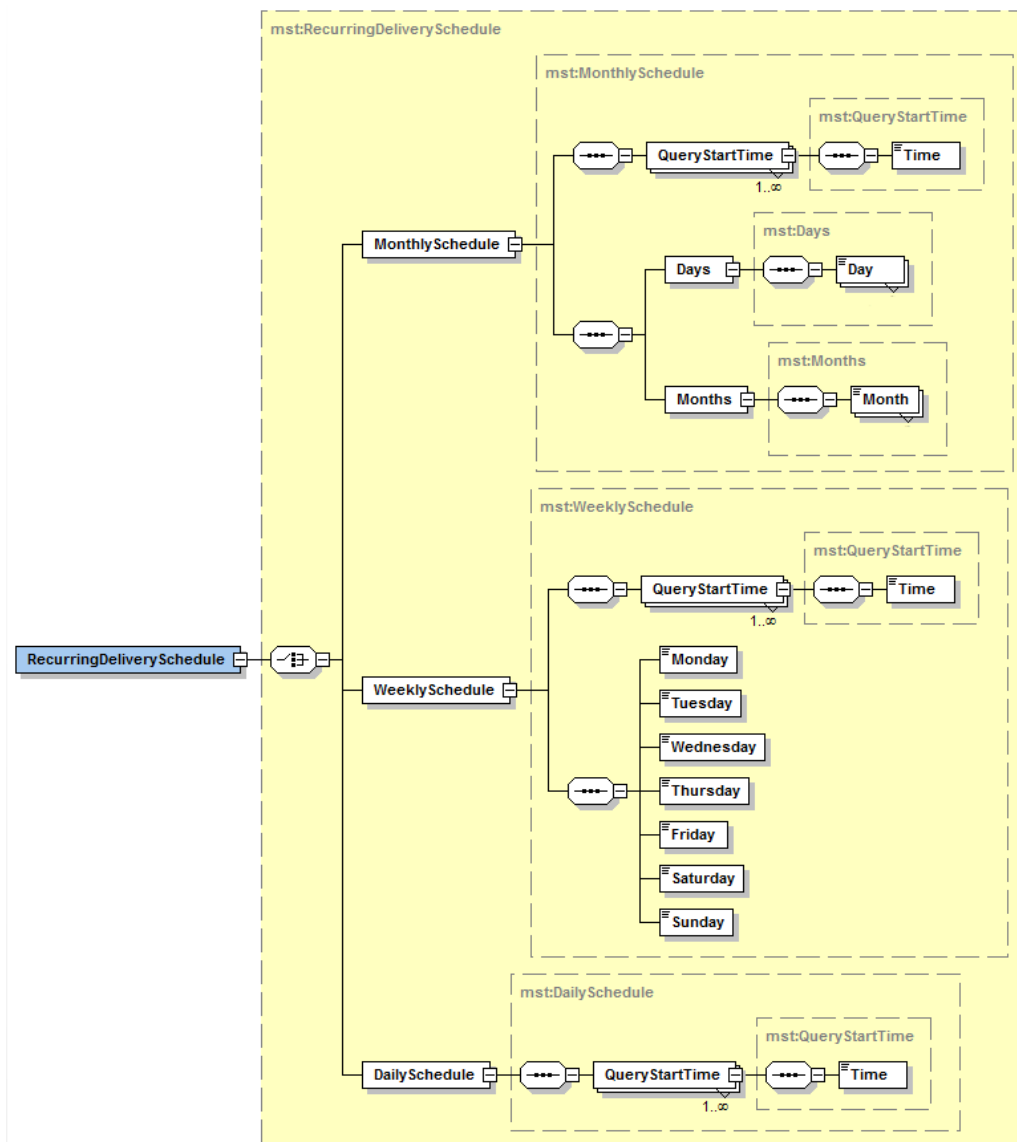 mst:RecurringDeliverySchedule
mst:MonthlySchedule
mst:QueryStartTime
QueryStartTime
Time
1..∞
mst:Days
MonthlySchedule
Days
Day
mst:Months
Months
Month
mst:WeeklySchedule
mst:QueryStartTime
QueryStartTime
Time
1..∞
RecurringDeliverySchedule
Monday
WeeklySchedule
Tuesday
Wednesday
Thursday
Friday
Saturday
Sunday
mst:DailySchedule
mst:QueryStartTime
DailySchedule
QueryStartTime
Time
1..∞